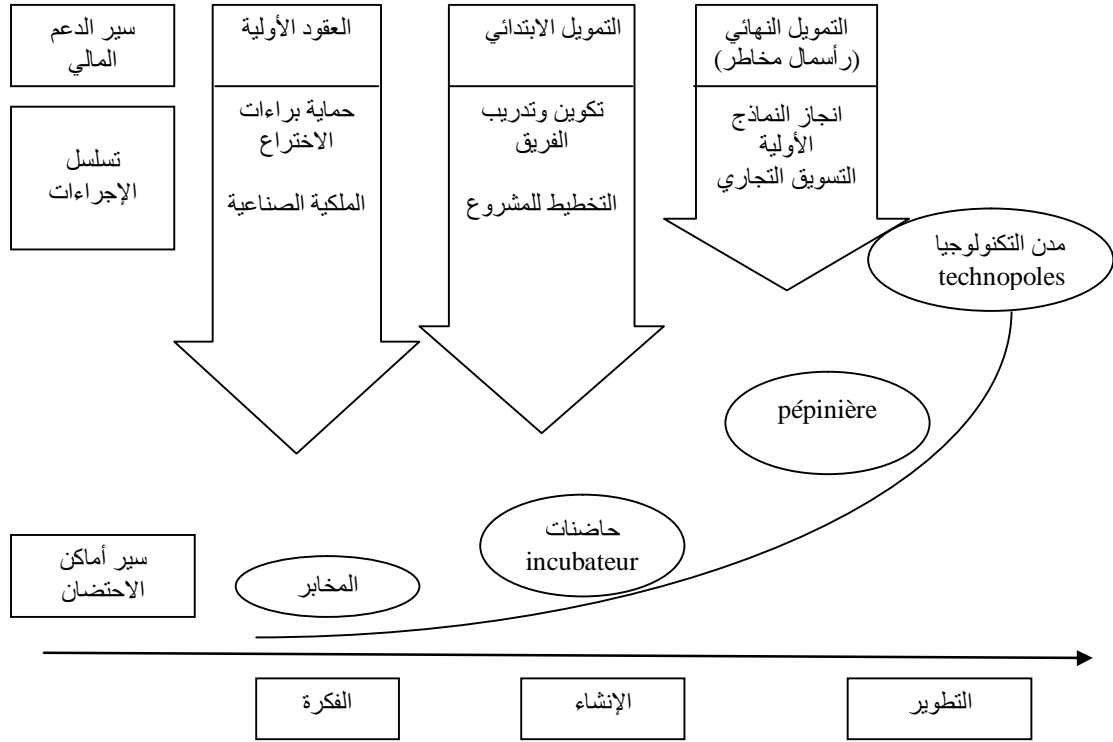 سير الدعم
المالي
العقود الأولية
التمويل الابتدائي
التمويل النهائي
(رأسمال مخاطر)
تسلسل
الإجراءات
حماية براءات
الاختراع
الملكية الصناعية
تكوين وتدريب
الفريق
التخطيط للمشروع
انجاز النماذج
الأولية
التسويق التجاري
مدن التكنولوجيا
technopoles
pépinière
حاضنات
incubateur
المخابر
سير أماكن
الاحتضان
الفكرة
الإنشاء
التطوير